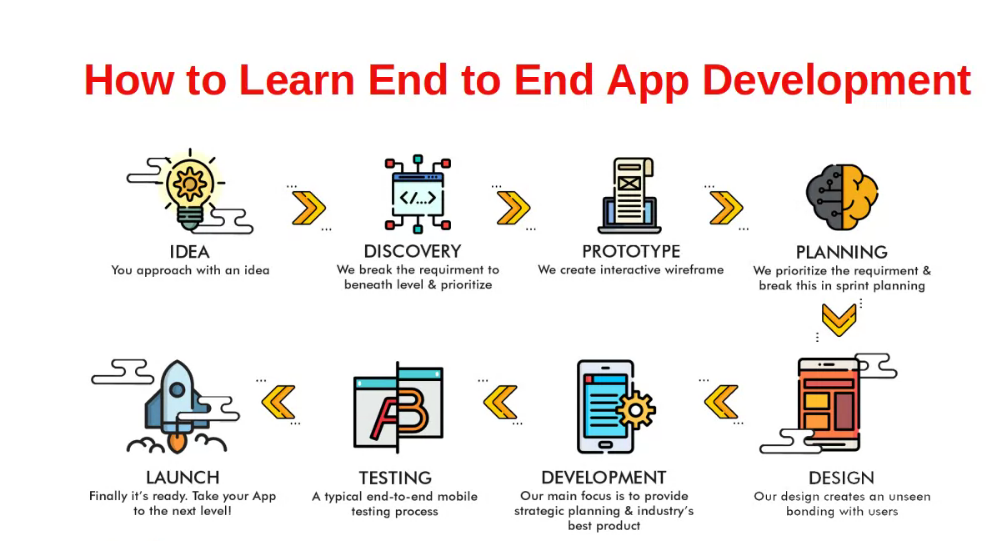 How to Learn End to End App Development
IDEA
You approach with an idea
DISCOVERY
We break the requirment to
beneath level & prioritize
</...>
PROTOTYPE
We create interactive wireframe
PLANNING
We prioritize the requirment &
break this in sprint planning
LAUNCH
Finally it's ready. Take your App
to the next level!
TESTING
A typical end-to-end mobile
testing process
AB
DEVELOPMENT
Our main focus is to provide
strategic planning & industry's
best product
DESIGN
Our design creates an unseen
bonding with users